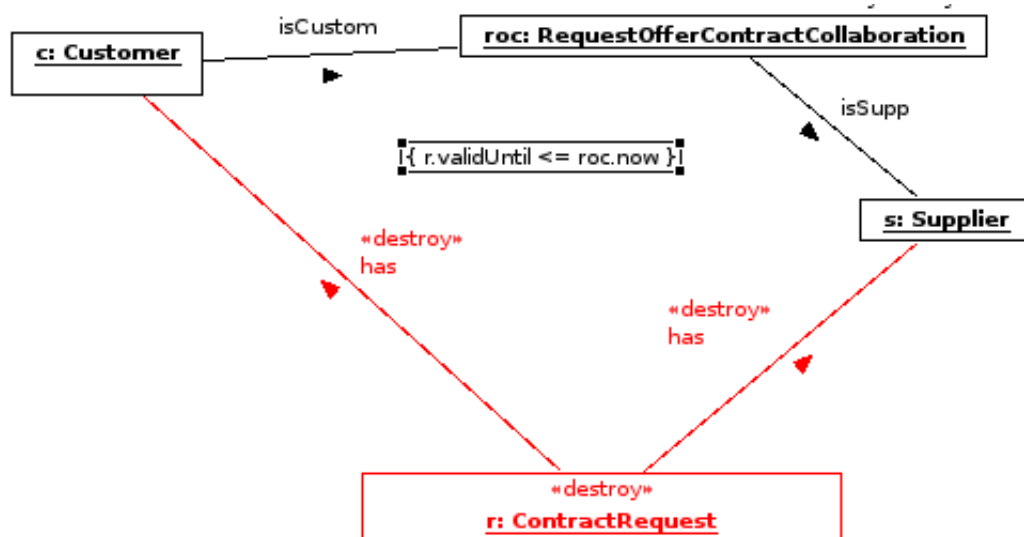 isCustom
c: Customer
roc: RequestOfferContractCollaboration
isSupp
{ r.validUntil <= roc.now }
s: Supplier
«destroy»
has
«destroy»
has
«destroy»
r: ContractRequest